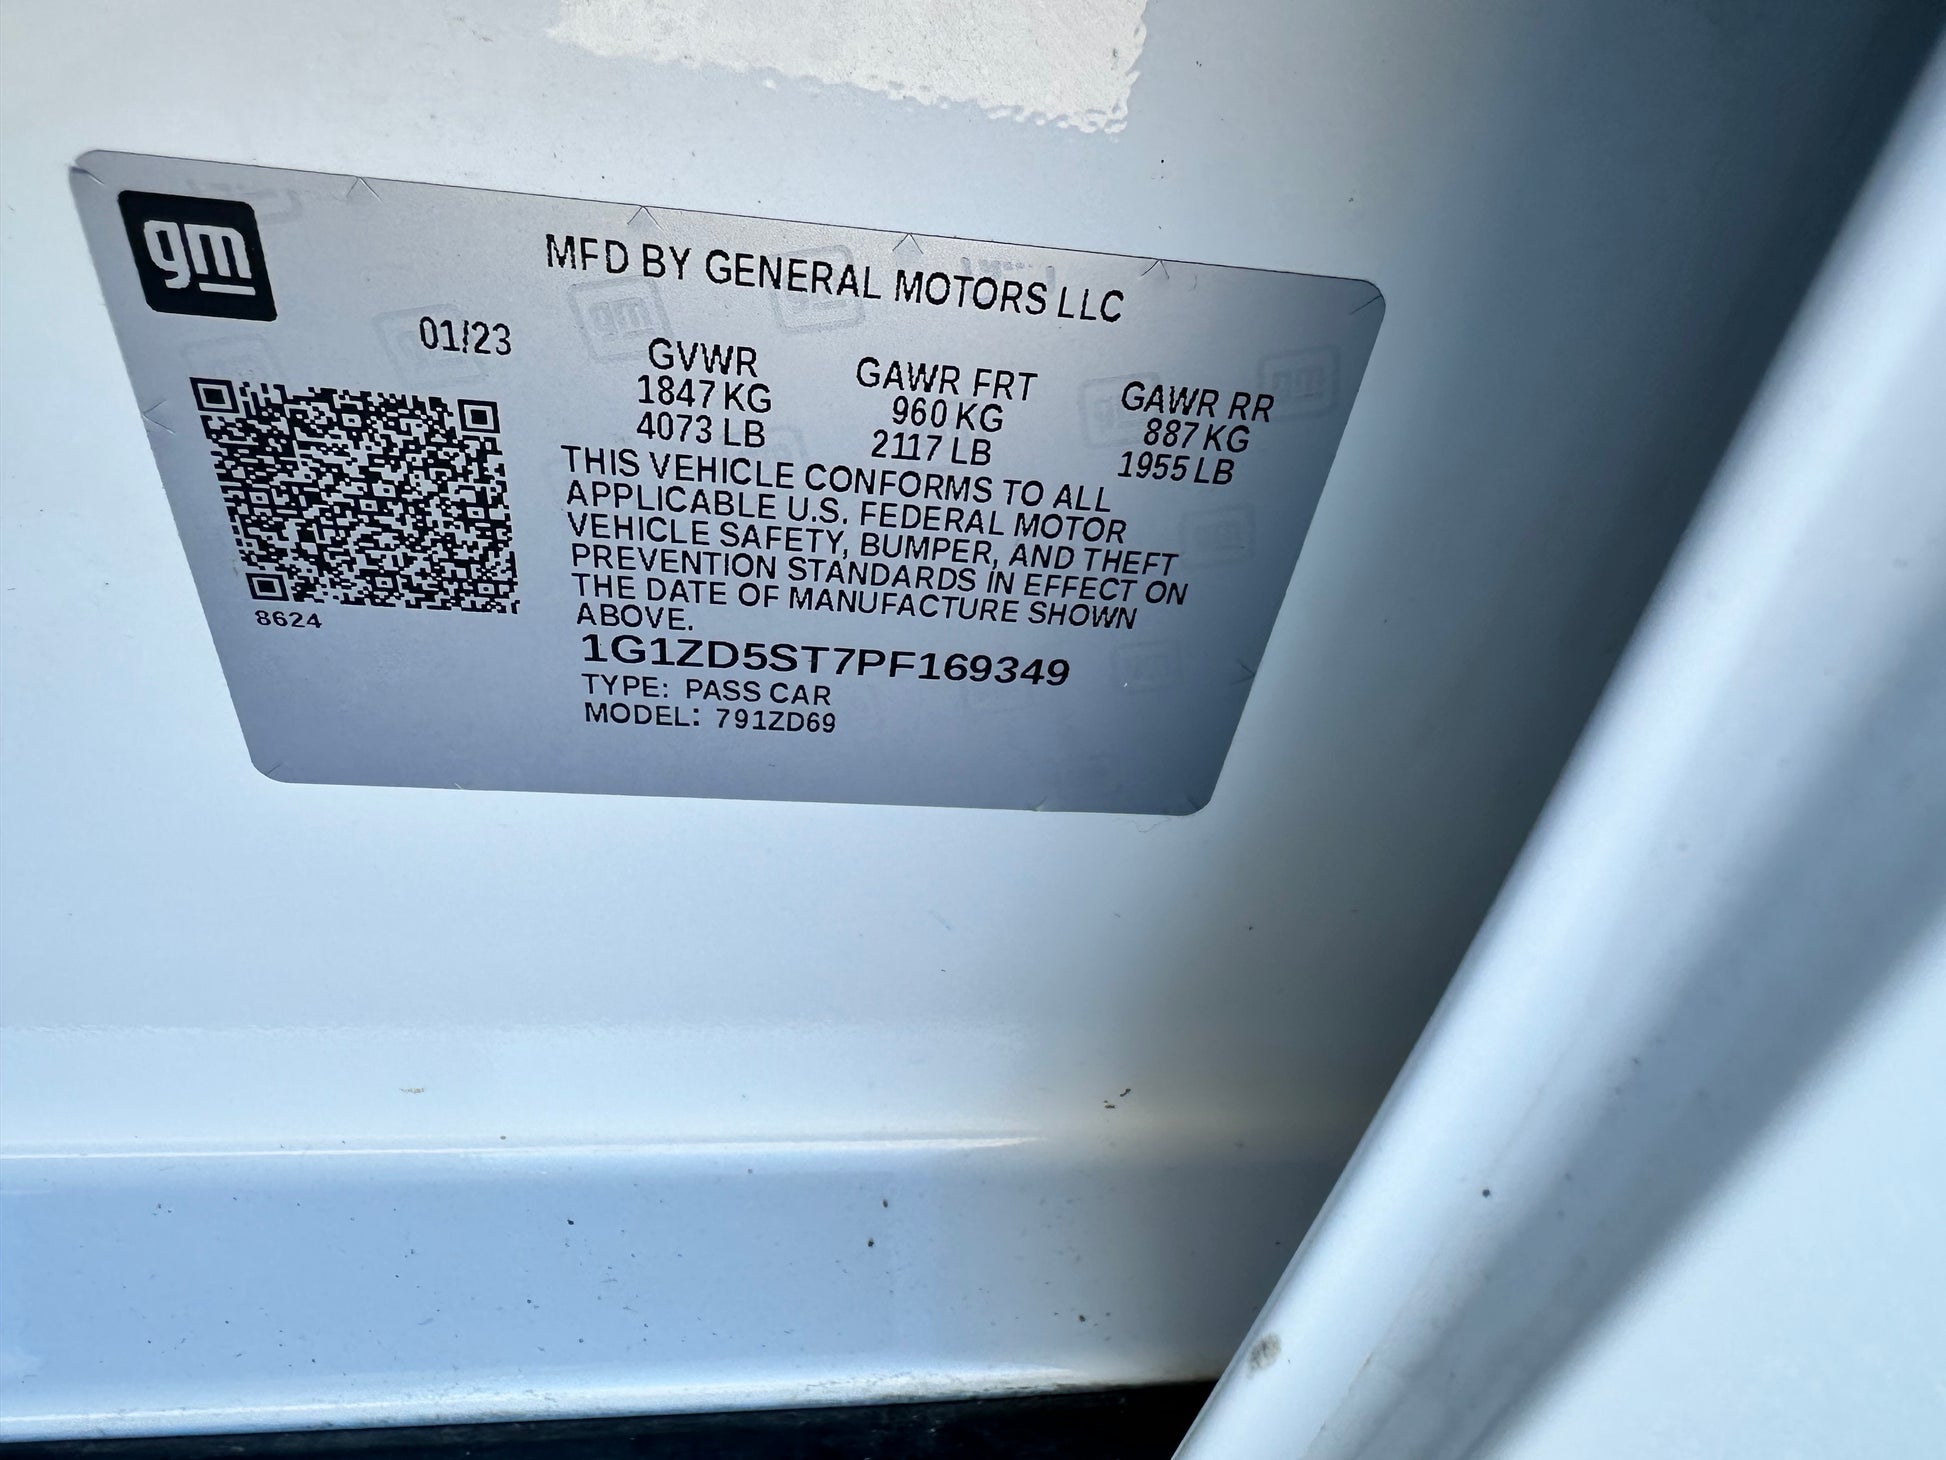 gm
MFD BY GENERAL MOTORS LLC
01/23
GVWR GAWR FRT GAWR RR
1847 KG 960 KG 887 KG
4073 LB 2117 LB 1955 LB
THIS VEHICLE CONFORMS TO ALL
APPLICABLE U.S. FEDERAL MOTOR
VEHICLE SAFETY, BUMPER, AND THEFT
PREVENTION STANDARDS IN EFFECT ON
THE DATE OF MANUFACTURE SHOWN
ABOVE.
8624
1G1ZD5ST7PF169349
TYPE: PASS CAR
MODEL: 791ZD69